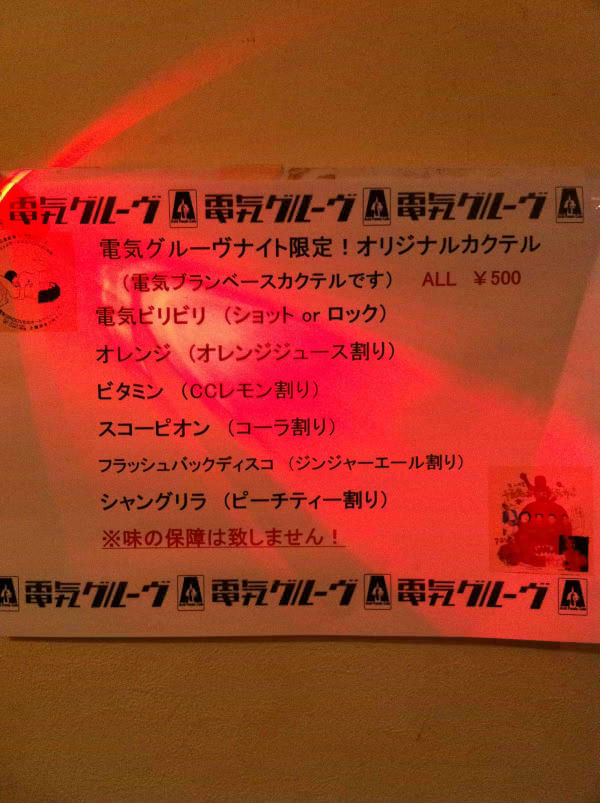 電気グルーヴ 電気グルーヴ 電気グルーヴ
電気グルーヴナイト限定！オリジナルカクテル
（電気ブランベースカクテルです） ALL ￥500
電気ビリビリ （ショット or ロック）
オレンジ （オレンジジュース割り）
ビタミン （CCレモン割り）
スコーピオン （コーラ割り）
フラッシュバックディスコ （ジンジャーエール割り）
シャングリラ （ピーチティー割り）
※味の保障は致しません！
電気グルーヴ 電気グルーヴ 電気グルーヴ